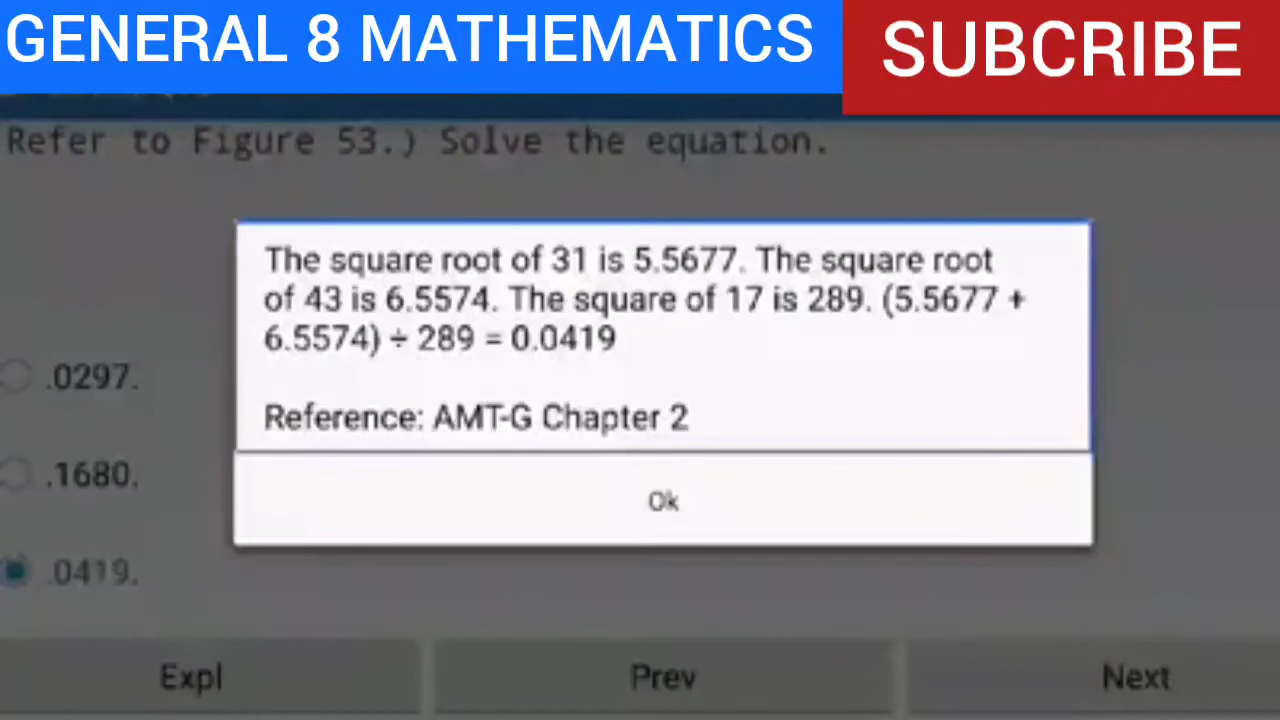 GENERAL 8 MATHEMATICS
SUBCRIBE
Refer to Figure 53.) Solve the equation.
The square root of 31 is 5.5677. The square root
of 43 is 6.5574. The square of 17 is 289. (5.5677 +
6.5574) ÷ 289 = 0.0419
Reference: AMT-G Chapter 2
Ok
.0297.
.1680.
.0419.
Expl
Prev
Next